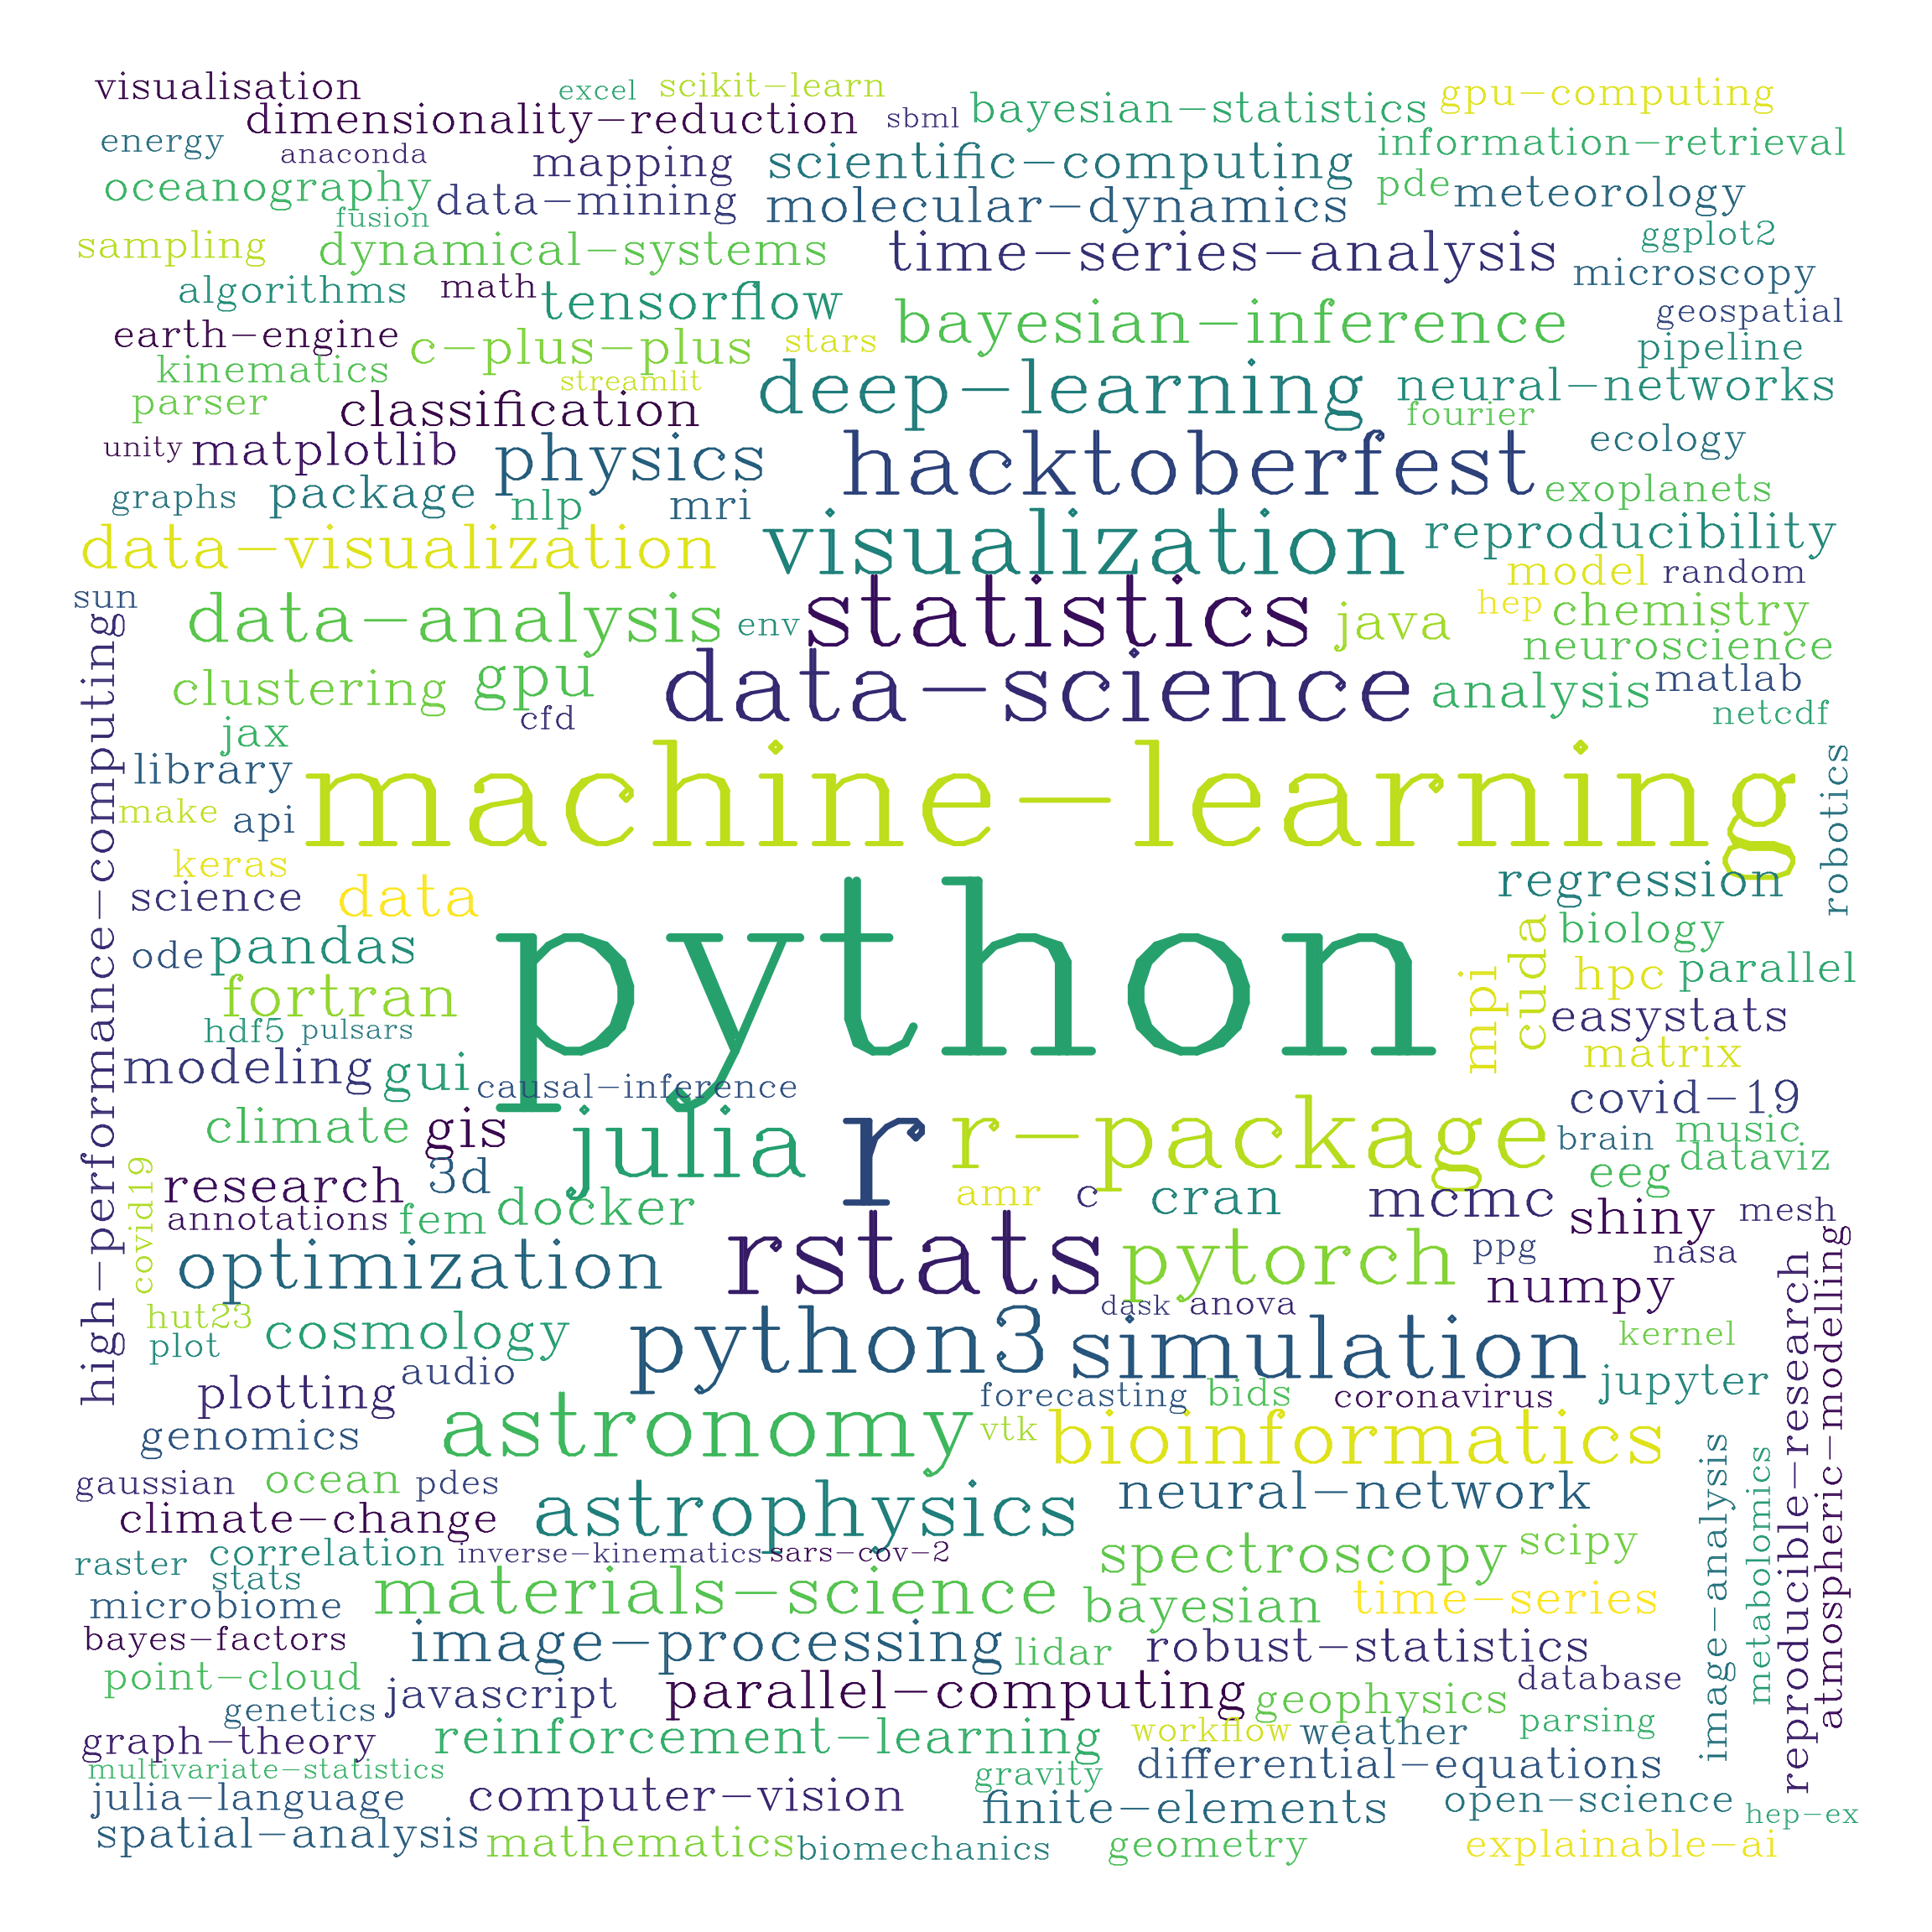 visualisation
excel
scikit-learn
dimensionality-reduction
sbml
bayesian-statistics
gpu-computing
energy
anaconda
mapping
scientific-computing
information-retrieval
oceanography
data-mining
molecular-dynamics
pde
meteorology
fusion
sampling
dynamical-systems
time-series-analysis
ggplot2
microscopy
algorithms
math
tensorflow
bayesian-inference
geospatial
earth-engine
c-plus-plus
stars
pipeline
kinematics
streamlit
deep-learning
neural-networks
parser
classification
fourier
unity
matplotlib
physics
hacktoberfest
ecology
graphs
package
nlp
mri
exoplanets
data-visualization
visualization
reproducibility
model
random
sun
data-analysis
env
statistics
java
hep
chemistry
neuroscience
clustering
gpu
data-science
analysis
matlab
cfd
netcdf
jax
library
machine-learning
robotics
make
api
high-performance-computing
keras
regression
science
data
python
cuda
biology
ode
pandas
mpi
hpc
parallel
fortran
easystats
hdf5
pulsars
matrix
modeling
gui
causal-inference
covid-19
climate
gis
julia
r
r-package
brain
music
dataviz
research
3d
eeg
covid19
annotations
fem
docker
amr
c
cran
mcmc
shiny
mesh
optimization
rstats
pytorch
ppg
nasa
numpy
hut23
cosmology
dask
anova
plot
python3
simulation
kernel
audio
plotting
forecasting
bids
coronavirus
jupyter
reproducible-research
atmospheric-modelling
genomics
astronomy
vtk
bioinformatics
gaussian
ocean
pdes
neural-network
climate-change
astrophysics
image-analysis
metabolomics
raster
correlation
inverse-kinematics
sars-cov-2
spectroscopy
scipy
stats
microbiome
materials-science
bayesian
time-series
bayes-factors
image-processing
lidar
robust-statistics
point-cloud
javascript
parallel-computing
geophysics
database
genetics
graph-theory
reinforcement-learning
workflow
weather
parsing
multivariate-statistics
gravity
differential-equations
julia-language
computer-vision
finite-elements
open-science
hep-ex
spatial-analysis
mathematics
biomechanics
geometry
explainable-ai